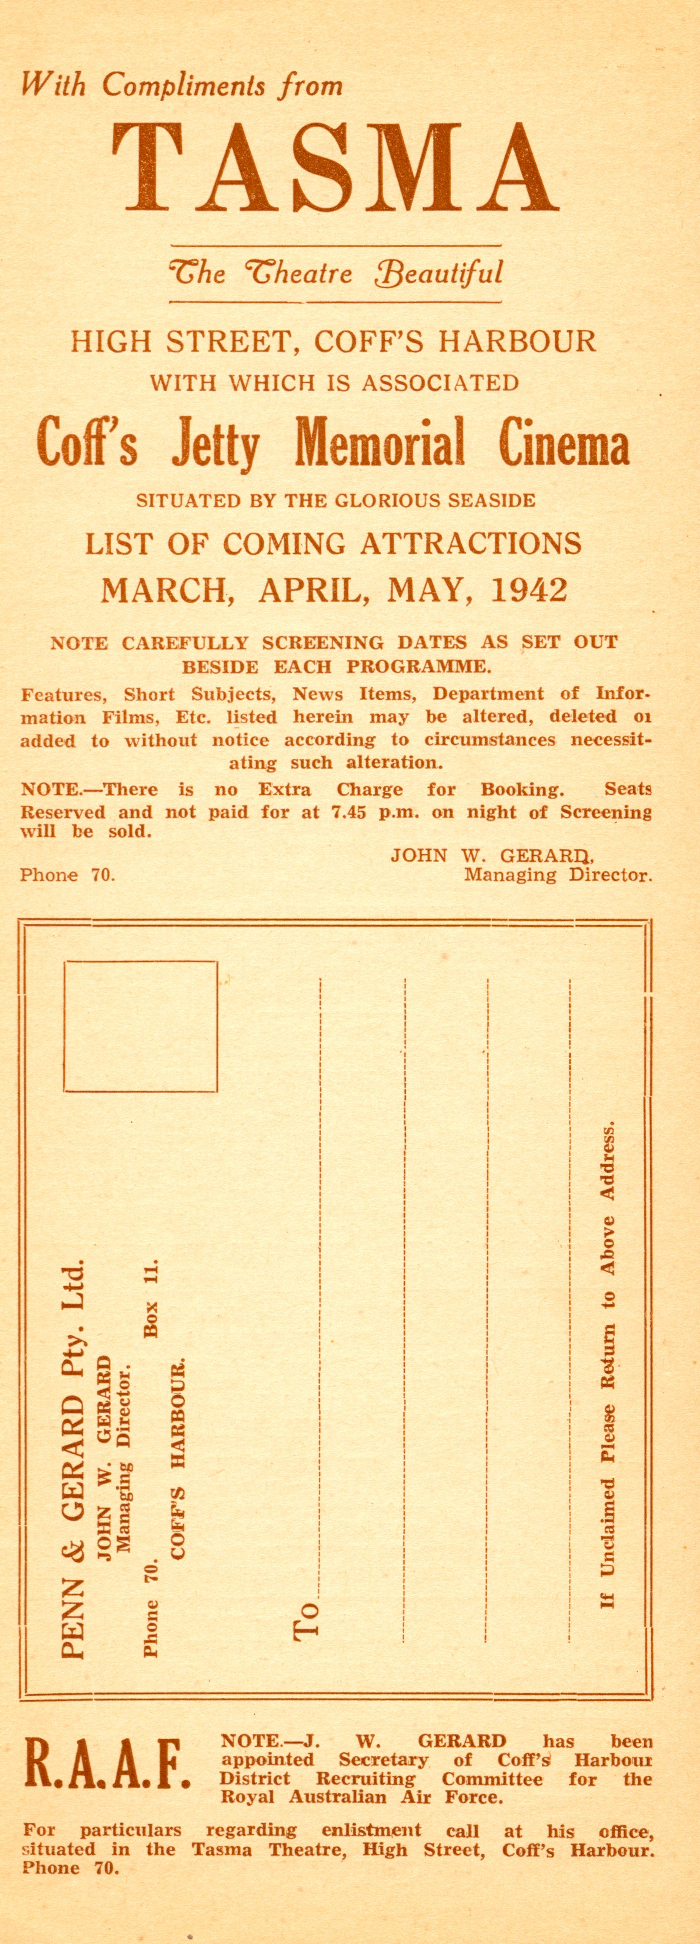 With Compliments from
TASMA
The Theatre Beautiful
HIGH STREET, COFF'S HARBOUR
WITH WHICH IS ASSOCIATED
Coff's Jetty Memorial Cinema
SITUATED BY THE GLORIOUS SEASIDE
LIST OF COMING ATTRACTIONS
MARCH, APRIL, MAY, 1942
NOTE CAREFULLY SCREENING DATES AS SET OUT
BESIDE EACH PROGRAMME.
Features, Short Subjects, News Items, Department of Infor-
mation Films, Etc. listed herein may be altered, deleted or
added to without notice according to circumstances necessit-
ating such alteration.
NOTE.—There is no Extra Charge for Booking. Seats
Reserved and not paid for at 7.45 p.m. on night of Screening
will be sold.
JOHN W. GERARD,
Phone 70. Managing Director.
PENN & GERARD Pty. Ltd.
JOHN W. GERARD
Managing Director.
Phone 70. Box 11.
COFF'S HARBOUR.
To
If Unclaimed Please Return to Above Address.
R.A.A.F.
NOTE.—J. W. GERARD has been
appointed Secretary of Coff's Harbour
District Recruiting Committee for the
Royal Australian Air Force.
For particulars regarding enlistment call at his office,
situated in the Tasma Theatre, High Street, Coff's Harbour.
Phone 70.